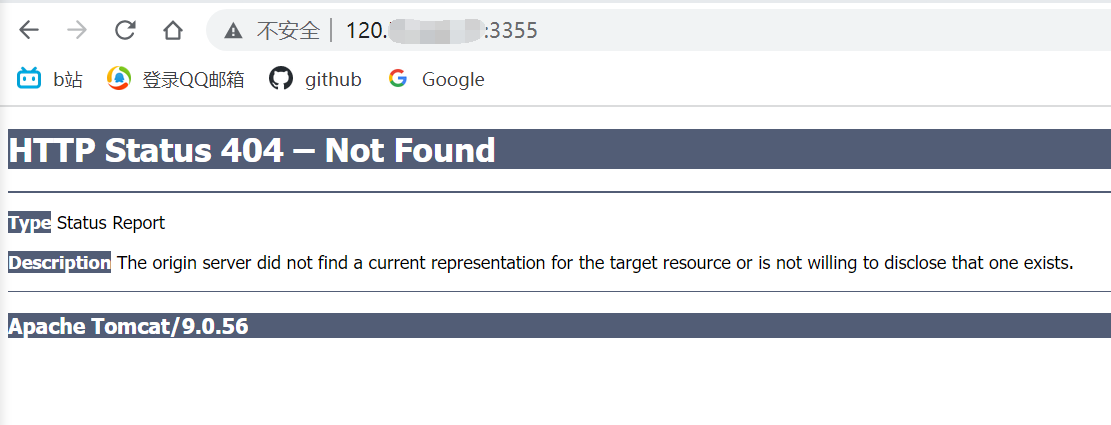 不安全 120. :3355
b站 登录QQ邮箱 github Google
HTTP Status 404 – Not Found
Type Status Report
Description The origin server did not find a current representation for the target resource or is not willing to disclose that one exists.
Apache Tomcat/9.0.56